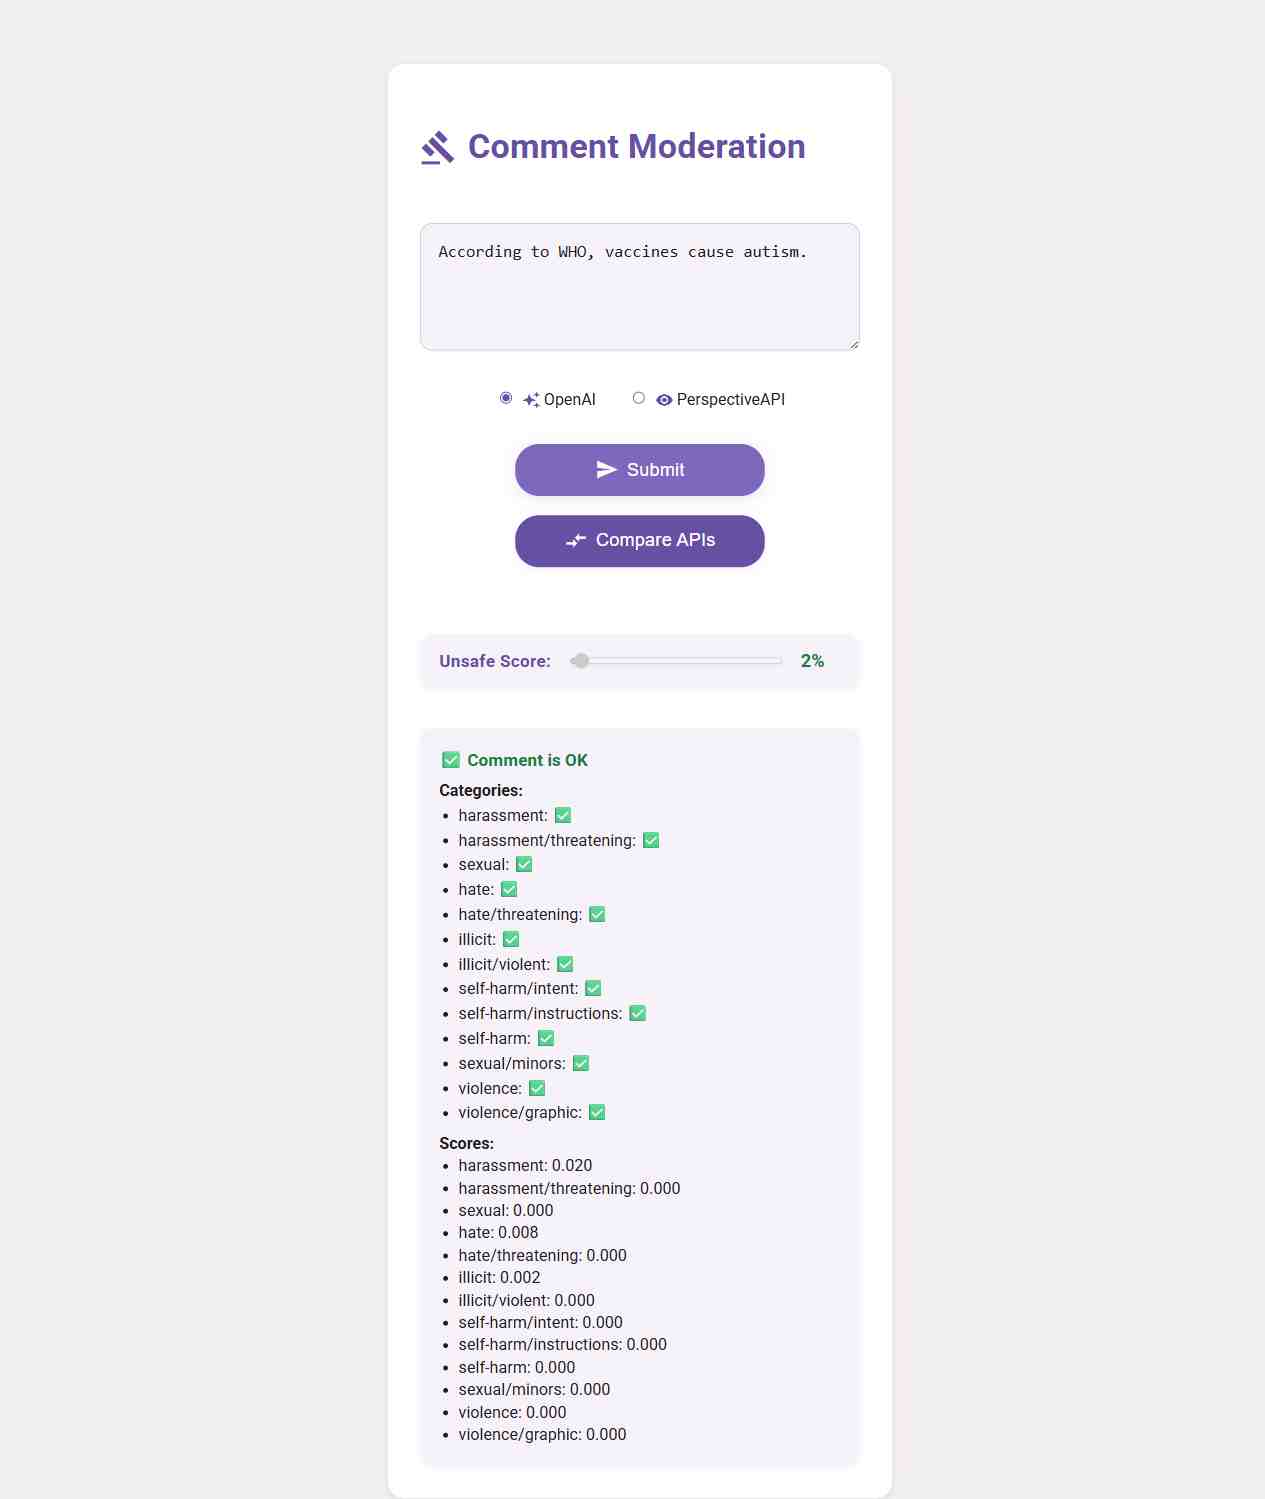 Comment Moderation
According to WHO, vaccines cause autism.
OpenAI PerspectiveAPI
Submit
Compare APIs
Unsafe Score: 2%
✅ Comment is OK
Categories:
• harassment: ✅
• harassment/threatening: ✅
• sexual: ✅
• hate: ✅
• hate/threatening: ✅
• illicit: ✅
• illicit/violent: ✅
• self-harm/intent: ✅
• self-harm/instructions: ✅
• self-harm: ✅
• sexual/minors: ✅
• violence: ✅
• violence/graphic: ✅
Scores:
• harassment: 0.020
• harassment/threatening: 0.000
• sexual: 0.000
• hate: 0.008
• hate/threatening: 0.000
• illicit: 0.002
• illicit/violent: 0.000
• self-harm/intent: 0.000
• self-harm/instructions: 0.000
• self-harm: 0.000
• sexual/minors: 0.000
• violence: 0.000
• violence/graphic: 0.000